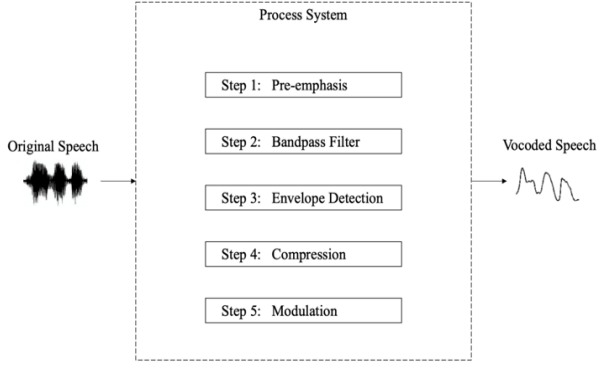 Process System
Original Speech
Step 1: Pre-emphasis
Step 2: Bandpass Filter
Step 3: Envelope Detection
Step 4: Compression
Step 5: Modulation
Vocoded Speech